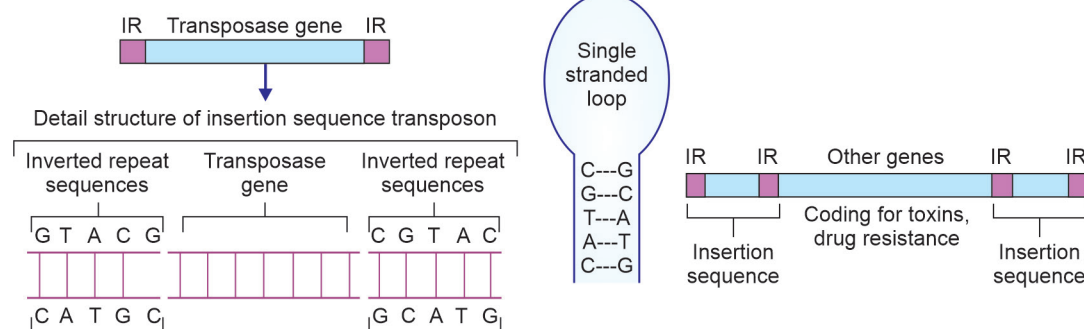 IR Transposase gene IR
Detail structure of insertion sequence transposon
Inverted repeat
sequences
Transposase
gene
Inverted repeat
sequences
G T A C G
C G T A C
C A T G C
G C A T G
Single
stranded
loop
C---G
G---C
T---A
A---T
C---G
IR IR Other genes IR IR
Coding for toxins,
drug resistance
Insertion
sequence
Insertion
sequence